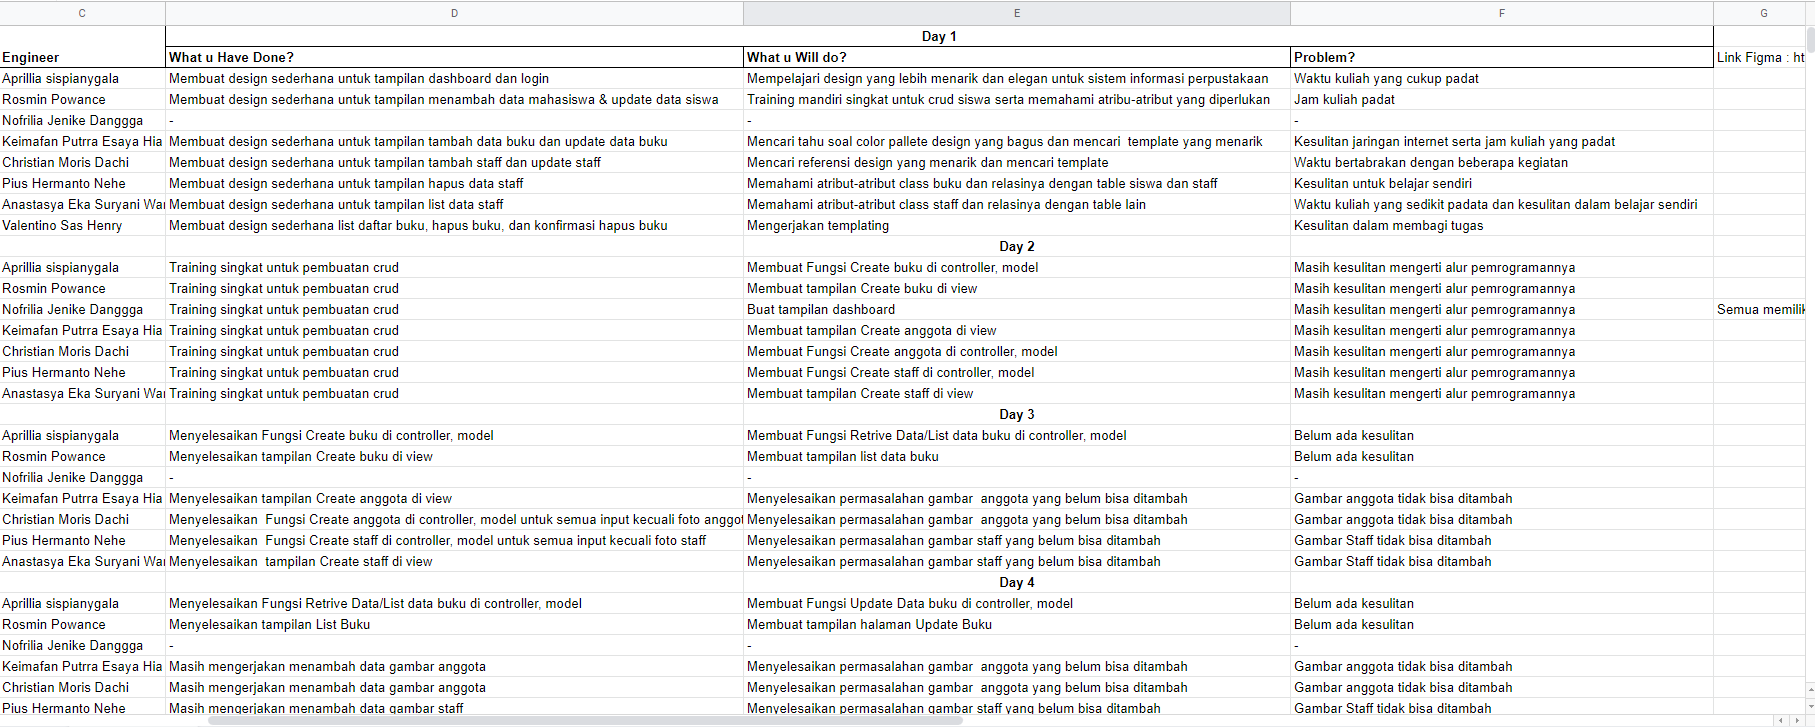 C D E F G
Day 1
Engineer What u Have Done? What u Will do? Problem? Link Figma : ht
Aprillia sispianygala Membuat design sederhana untuk tampilan dashboard dan login Mempelajari design yang lebih menarik dan elegan untuk sistem informasi perpustakaan Waktu kuliah yang cukup padat
Rosmin Powance Membuat design sederhana untuk tampilan menambah data mahasiswa & update data siswa Training mandiri singkat untuk crud siswa serta memahami atribu-atribut yang diperlukan Jam kuliah padat
Nofrilia Jenike Danggga - - -
Keimafan Putrra Esaya Hia Membuat design sederhana untuk tampilan tambah data buku dan update data buku Mencari tahu soal color pallete design yang bagus dan mencari  template yang menarik Kesulitan jaringan internet serta jam kuliah yang padat
Christian Moris Dachi Membuat design sederhana untuk tampilan tambah staff dan update staff Mencari referensi design yang menarik dan mencari template Waktu bertabrakan dengan beberapa kegiatan
Pius Hermanto Nehe Membuat design sederhana untuk tampilan hapus data staff Memahami atribut-atribut class buku dan relasinya dengan table siswa dan staff Kesulitan untuk belajar sendiri
Anastasya Eka Suryani Wa Membuat design sederhana untuk tampilan list data staff Memahami atribut-atribut class staff dan relasinya dengan table lain Waktu kuliah yang sedikit padata dan kesulitan dalam belajar sendiri
Valentino Sas Henry Membuat design sederhana list daftar buku, hapus buku, dan konfirmasi hapus buku Mengerjakan templating Kesulitan dalam membagi tugas
Day 2
Aprillia sispianygala Training singkat untuk pembuatan crud Membuat Fungsi Create buku di controller, model Masih kesulitan mengerti alur pemrogramannya
Rosmin Powance Training singkat untuk pembuatan crud Membuat tampilan Create buku di view Masih kesulitan mengerti alur pemrogramannya
Nofrilia Jenike Danggga Training singkat untuk pembuatan crud Buat tampilan dashboard Masih kesulitan mengerti alur pemrogramannya Semua memilik
Keimafan Putrra Esaya Hia Training singkat untuk pembuatan crud Membuat tampilan Create anggota di view Masih kesulitan mengerti alur pemrogramannya
Christian Moris Dachi Training singkat untuk pembuatan crud Membuat Fungsi Create anggota di controller, model Masih kesulitan mengerti alur pemrogramannya
Pius Hermanto Nehe Training singkat untuk pembuatan crud Membuat Fungsi Create staff di controller, model Masih kesulitan mengerti alur pemrogramannya
Anastasya Eka Suryani Wa Training singkat untuk pembuatan crud Membuat tampilan Create staff di view Masih kesulitan mengerti alur pemrogramannya
Day 3
Aprillia sispianygala Menyelesaikan Fungsi Create buku di controller, model Membuat Fungsi Retrive Data/List data buku di controller, model Belum ada kesulitan
Rosmin Powance Menyelesaikan tampilan Create buku di view Membuat tampilan list data buku Belum ada kesulitan
Nofrilia Jenike Danggga - - -
Keimafan Putrra Esaya Hia Menyelesaikan tampilan Create anggota di view Menyelesaikan permasalahan gambar  anggota yang belum bisa ditambah Gambar anggota tidak bisa ditambah
Christian Moris Dachi Menyelesaikan  Fungsi Create anggota di controller, model untuk semua input kecuali foto anggot Menyelesaikan permasalahan gambar  anggota yang belum bisa ditambah Gambar anggota tidak bisa ditambah
Pius Hermanto Nehe Menyelesaikan  Fungsi Create staff di controller, model untuk semua input kecuali foto staff Menyelesaikan permasalahan gambar staff yang belum bisa ditambah Gambar Staff tidak bisa ditambah
Anastasya Eka Suryani Wa Menyelesaikan  tampilan Create staff di view Menyelesaikan permasalahan gambar staff yang belum bisa ditambah Gambar Staff tidak bisa ditambah
Day 4
Aprillia sispianygala Menyelesaikan Fungsi Retrive Data/List data buku di controller, model Membuat Fungsi Update Data buku di controller, model Belum ada kesulitan
Rosmin Powance Menyelesaikan tampilan List Buku Membuat tampilan halaman Update Buku Belum ada kesulitan
Nofrilia Jenike Danggga - - -
Keimafan Putrra Esaya Hia Masih mengerjakan menambah data gambar anggota Menyelesaikan permasalahan gambar  anggota yang belum bisa ditambah Gambar anggota tidak bisa ditambah
Christian Moris Dachi Masih mengerjakan menambah data gambar anggota Menyelesaikan permasalahan gambar  anggota yang belum bisa ditambah Gambar anggota tidak bisa ditambah
Pius Hermanto Nehe Masih mengerjakan menambah data gambar staff Menyelesaikan permasalahan gambar staff yang belum bisa ditambah Gambar Staff tidak bisa ditambah